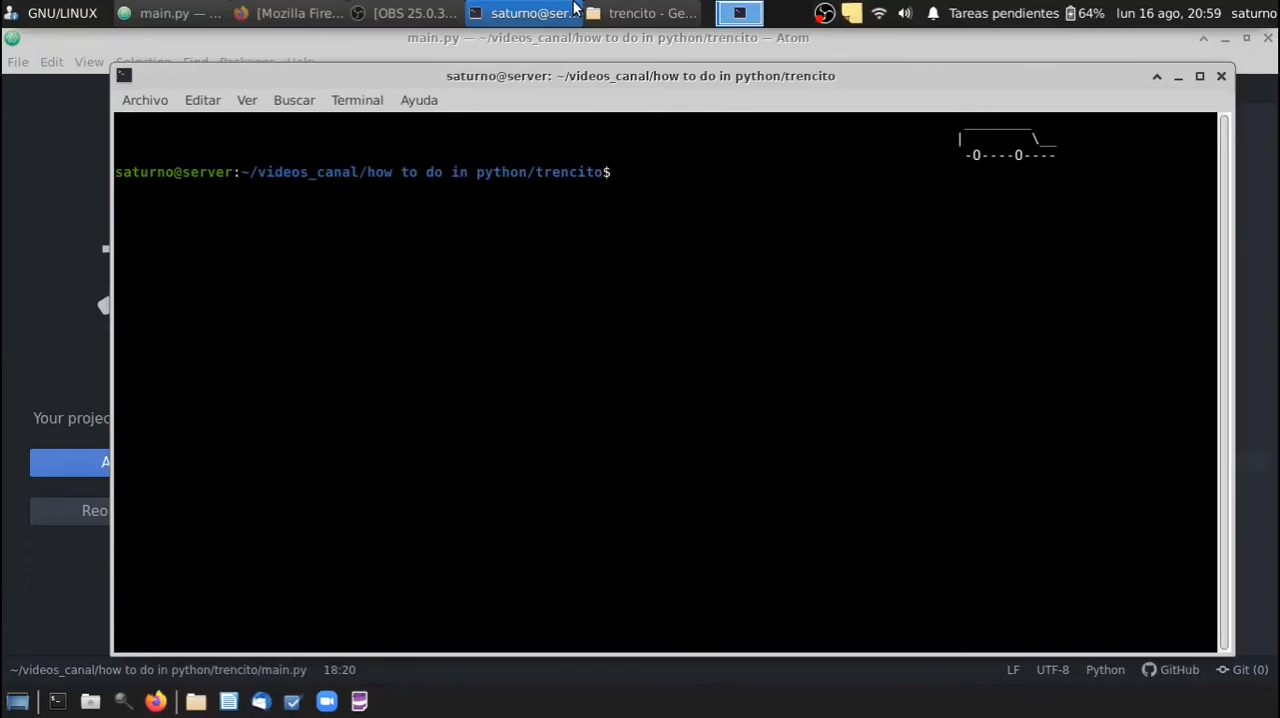 GNU/LINUX
main.py — ...
[Mozilla Fire...
[OBS 25.0.3...
saturno@ser...
trencito - Ge...
Tareas pendientes
64%
lun 16 ago, 20:59
saturno
main.py — ~/videos_canal/how to do in python/trencito — Atom
File Edit View Selection Find Packages Help
saturno@server: ~/videos_canal/how to do in python/trencito
Archivo Editar Ver Buscar Terminal Ayuda
__________
|         \__
-O----O----
saturno@server:~/videos_canal/how to do in python/trencito$
Your projec
A
Reo
~/videos_canal/how to do in python/trencito/main.py 18:20
LF UTF-8 Python GitHub Git (0)